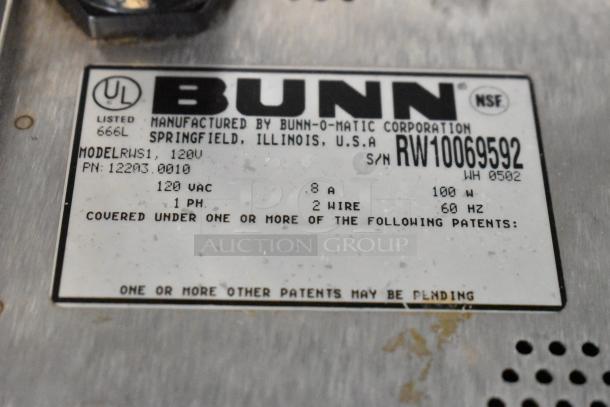 UL
LISTED
666L
BUNN®
NSF
MANUFACTURED BY BUNN-O-MATIC CORPORATION
SPRINGFIELD, ILLINOIS, U.S.A
MODEL RWS1, 120V
S/N RW10069592
PN: 12203.0010
WH 0502
120 VAC .8 A 100 W
1 PH. 2 WIRE 60 HZ
COVERED UNDER ONE OR MORE OF THE FOLLOWING PATENTS:
PCI
AUCTION GROUP
ONE OR MORE OTHER PATENTS MAY BE PENDING